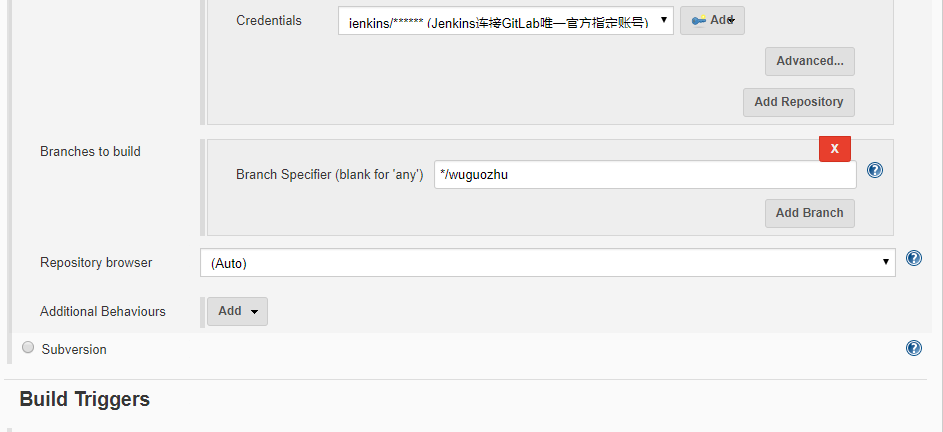 Credentials
jenkins/****** (Jenkins连接GitLab唯一官方指定账号)
Add
Advanced...
Add Repository
Branches to build
X
Branch Specifier (blank for 'any')
*/wuguozhu
Add Branch
Repository browser
(Auto)
Additional Behaviours
Add
Subversion
Build Triggers